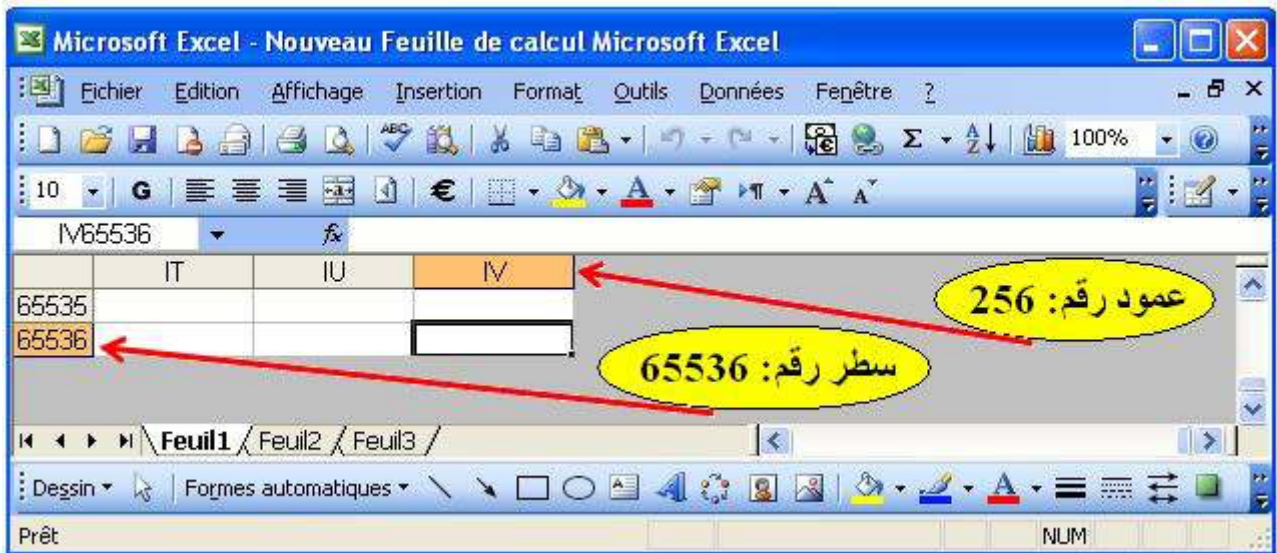 Microsoft Excel - Nouveau Feuille de calcul Microsoft Excel
Fichier Edition Affichage Insertion Format Outils Données Fenêtre ?
ABC Σ A Z 100%
10 G € A A A
IV65536 fx
IT IU IV
65535
65536
عمود رقم: 256
سطر رقم: 65536
Feuil1 Feuil2 Feuil3
Dessin Formes automatiques A A
Prêt NUM